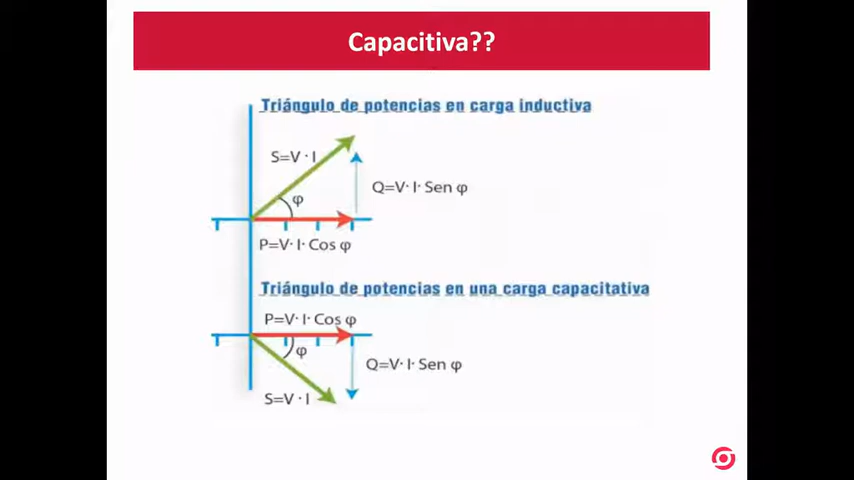 Capacitiva??
Triángulo de potencias en carga inductiva
S=V · I
φ
Q=V· I· Sen φ
P=V· I· Cos φ
Triángulo de potencias en una carga capacitativa
P=V· I· Cos φ
φ
Q=V· I· Sen φ
S=V · I